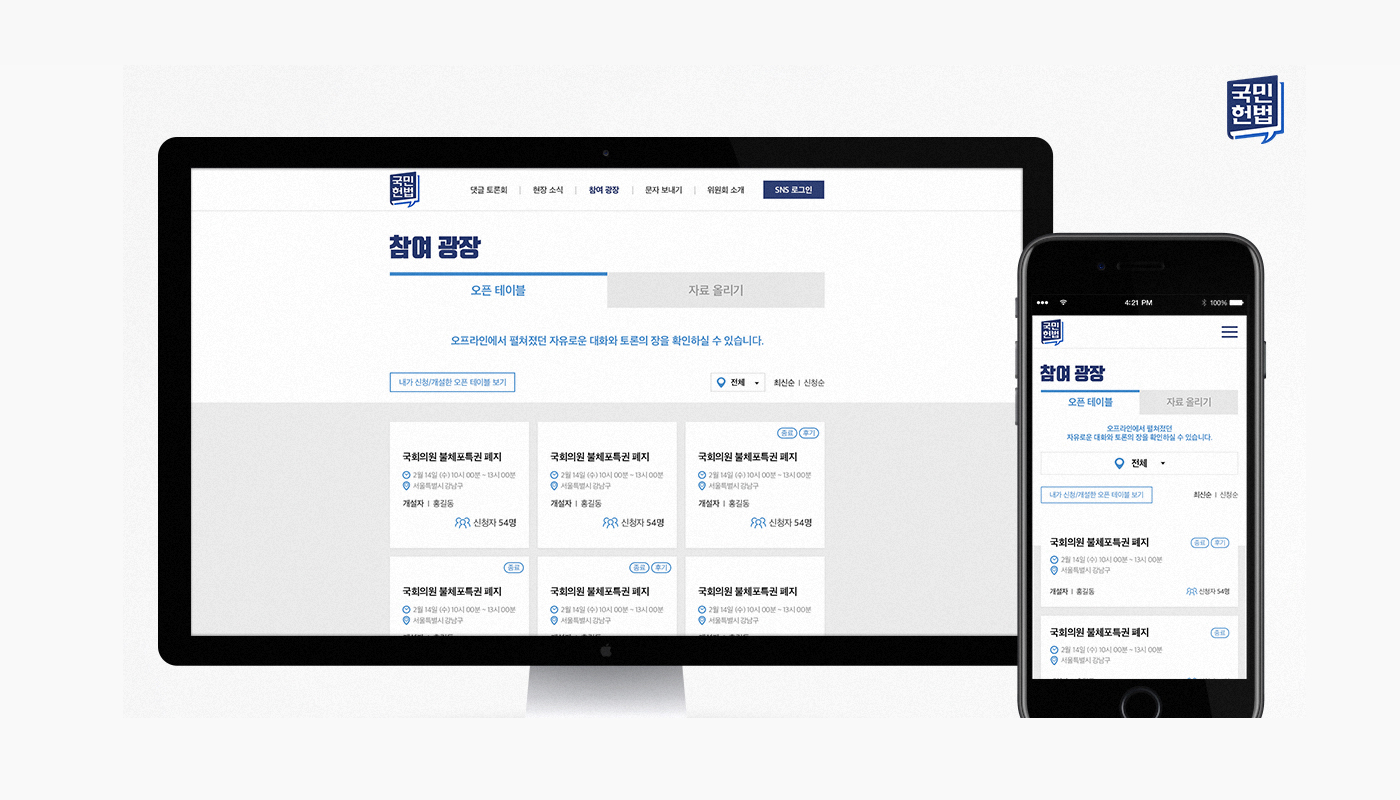 국민
헌법
국민
헌법
댓글 토론회 | 현장 소식 | 참여 광장 | 문자 보내기 | 위원회 소개
SNS 로그인
참여 광장
오픈 테이블
자료 올리기
오프라인에서 펼쳐졌던 자유로운 대화와 토론의 장을 확인하실 수 있습니다.
내가 신청/개설한 오픈 테이블 보기
전체
최신순 | 신청순
국회의원 불체포특권 폐지
2월 14일 (수) 10시 00분 ~ 13시 00분
서울특별시 강남구
개설자 | 홍길동
신청자 54명
국회의원 불체포특권 폐지
2월 14일 (수) 10시 00분 ~ 13시 00분
서울특별시 강남구
개설자 | 홍길동
신청자 54명
종료 후기
국회의원 불체포특권 폐지
2월 14일 (수) 10시 00분 ~ 13시 00분
서울특별시 강남구
개설자 | 홍길동
신청자 54명
종료
국회의원 불체포특권 폐지
2월 14일 (수) 10시 00분 ~ 13시 00분
서울특별시 강남구
종료 후기
국회의원 불체포특권 폐지
2월 14일 (수) 10시 00분 ~ 13시 00분
서울특별시 강남구
국회의원 불체포특권 폐지
2월 14일 (수) 10시 00분 ~ 13시 00분
서울특별시 강남구
4:21 PM
100%
국민
헌법
참여 광장
오픈 테이블
자료 올리기
오프라인에서 펼쳐졌던
자유로운 대화와 토론의 장을 확인하실 수 있습니다.
전체
내가 신청/개설한 오픈 테이블 보기
최신순 | 신청순
국회의원 불체포특권 폐지
종료 후기
2월 14일 (수) 10시 00분 ~ 13시 00분
서울특별시 강남구
개설자 | 홍길동
신청자 54명
국회의원 불체포특권 폐지
종료
2월 14일 (수) 10시 00분 ~ 13시 00분
서울특별시 강남구